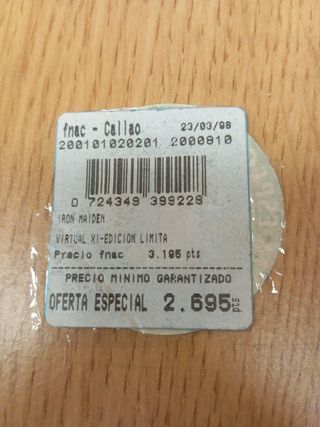 fnac - Callao 23/03/98
200101020201 2000810
0 724349 399228
IRON MAIDEN
VIRTUAL XI-EDICION LIMITA
Precio fnac 3.195 pts
PRECIO MINIMO GARANTIZADO
OFERTA ESPECIAL 2.695 pts